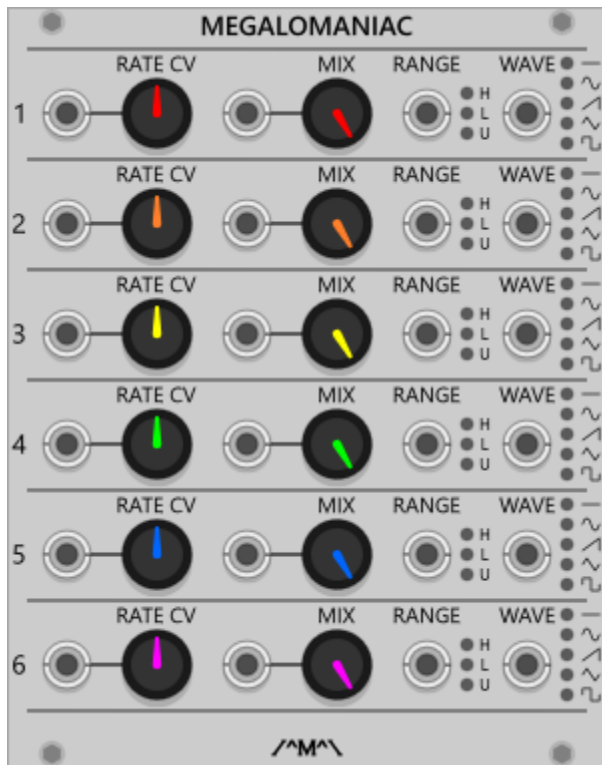 MEGALOMANIAC
RATE CV MIX RANGE WAVE
H
1 L
U
RATE CV MIX RANGE WAVE
H
2 L
U
RATE CV MIX RANGE WAVE
H
3 L
U
RATE CV MIX RANGE WAVE
H
4 L
U
RATE CV MIX RANGE WAVE
H
5 L
U
RATE CV MIX RANGE WAVE
H
6 L
U
/^M^\